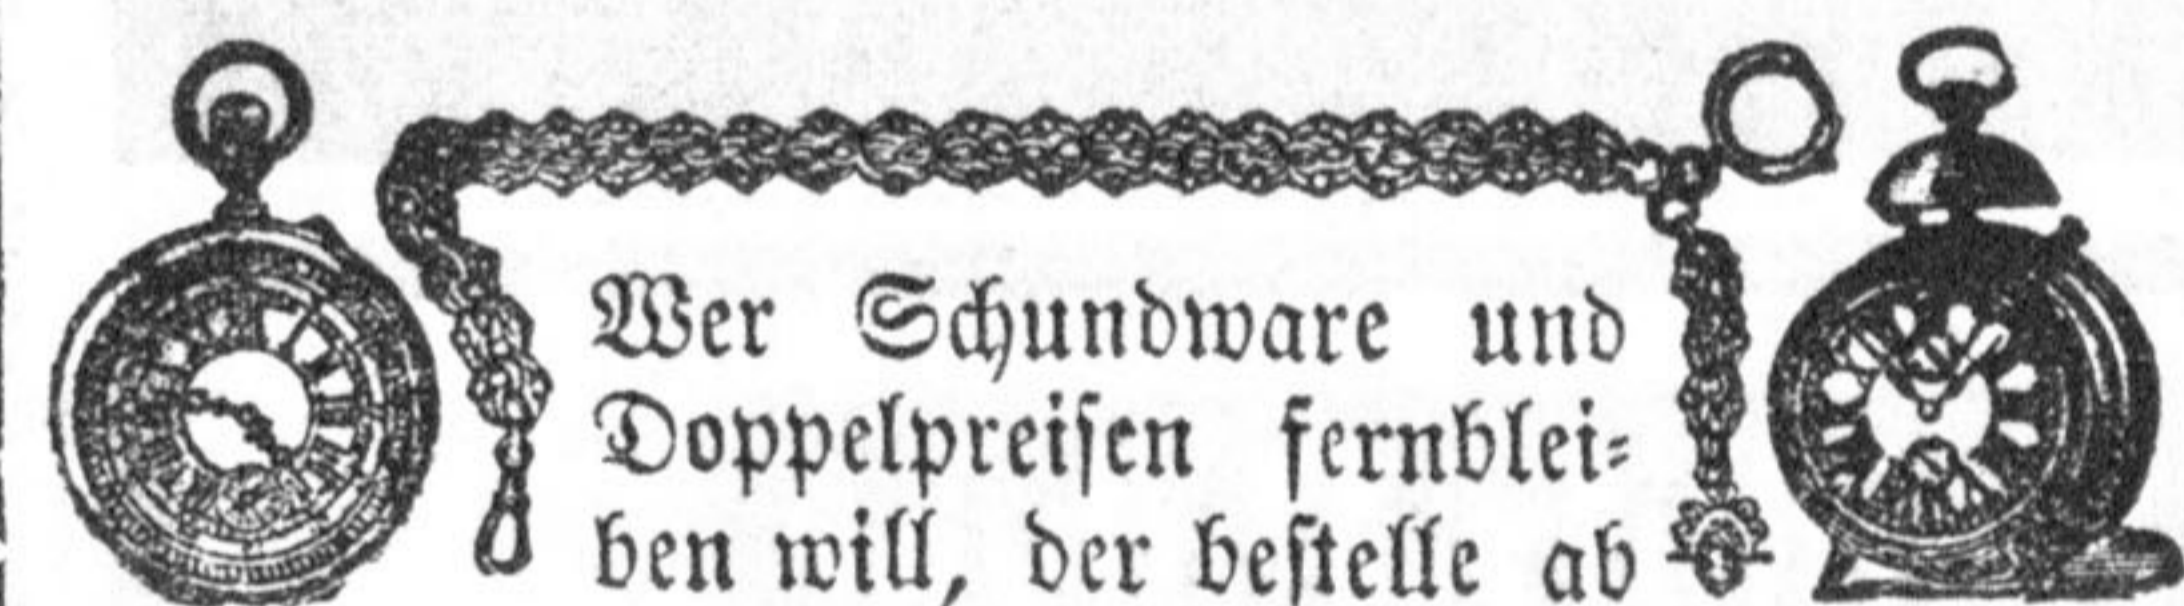 Wer Schundware und
Doppelpreiſen fernblei⸗
ben will, der beſtelle ab